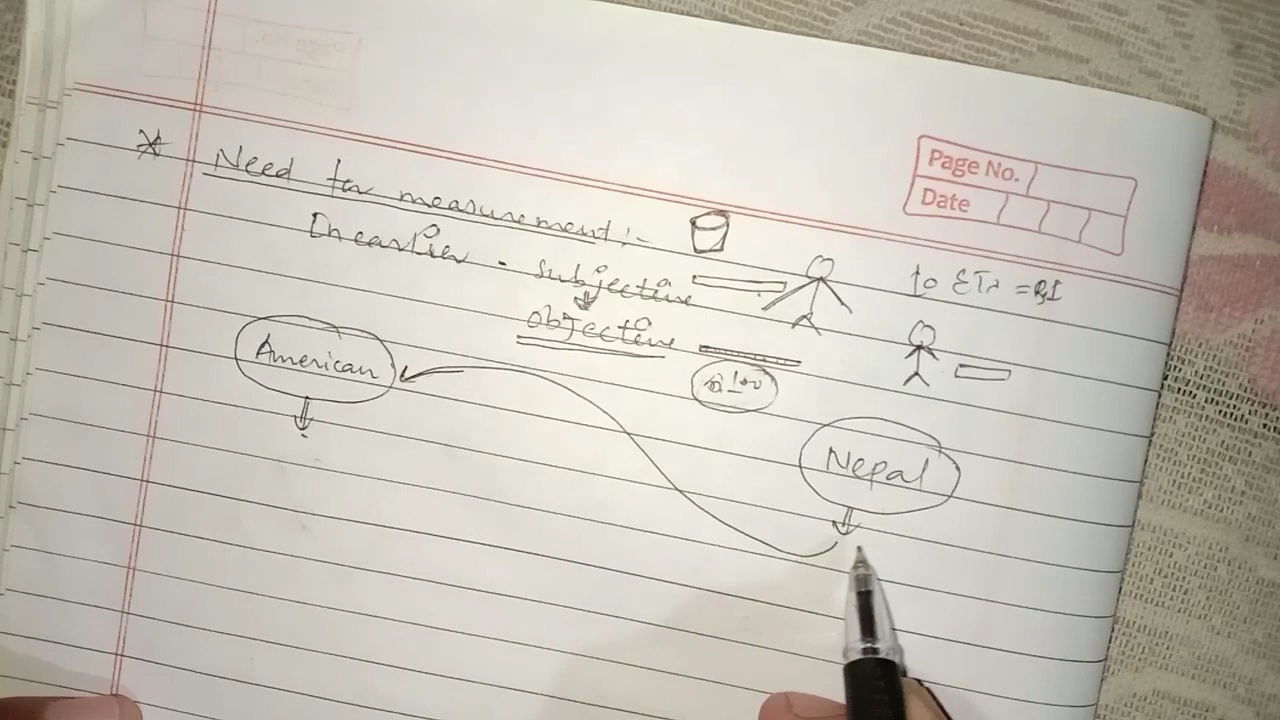 Page No.
Date
* Need for measurement :-
In earlier - subjective
objective
American
Nepal